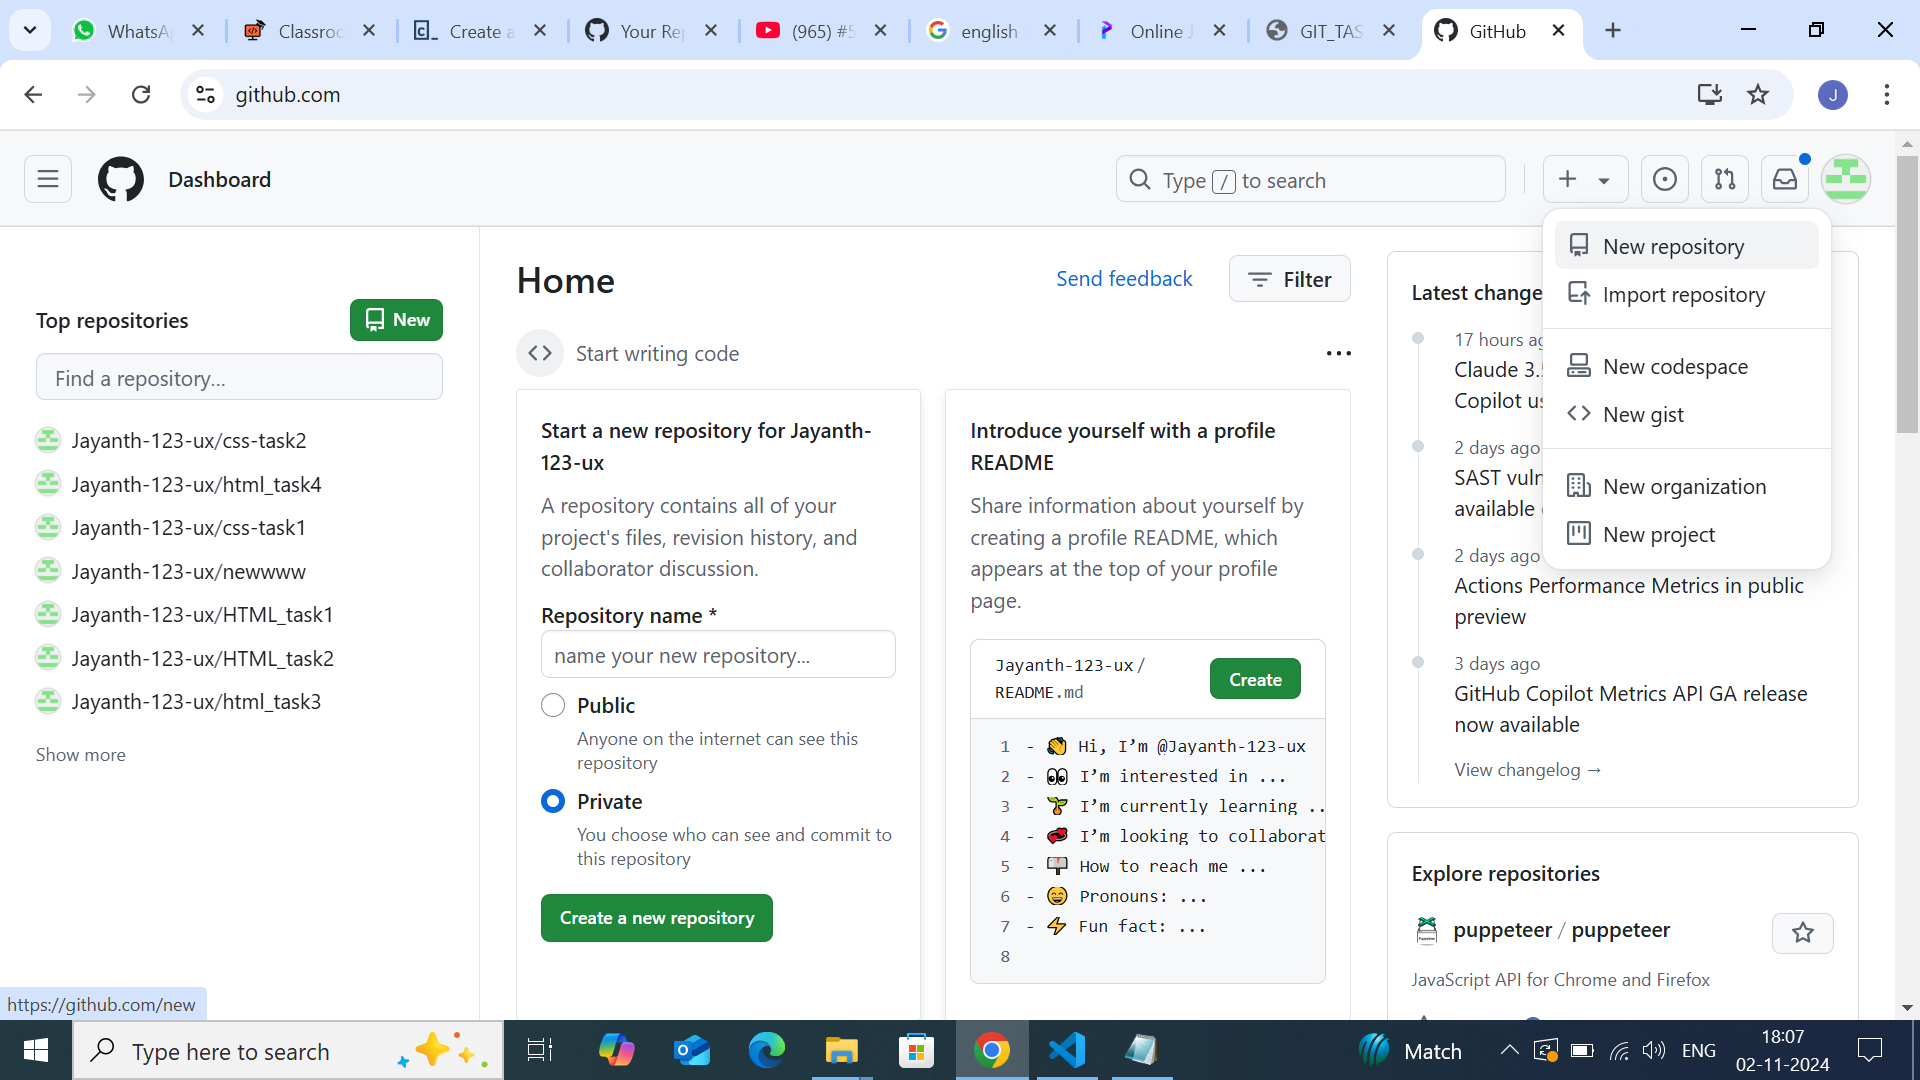 WhatsA
Classroo
Create a
Your Rep
(965) #5
english
Online J
GIT_TAS
GitHub
github.com
J
Dashboard
Type / to search
New repository
Import repository
New codespace
New gist
New organization
New project
Top repositories
New
Find a repository...
Jayanth-123-ux/css-task2
Jayanth-123-ux/html_task4
Jayanth-123-ux/css-task1
Jayanth-123-ux/newwww
Jayanth-123-ux/HTML_task1
Jayanth-123-ux/HTML_task2
Jayanth-123-ux/html_task3
Show more
Home
Send feedback
Filter
Start writing code
Start a new repository for Jayanth-
123-ux
A repository contains all of your
project's files, revision history, and
collaborator discussion.
Repository name *
name your new repository...
Public
Anyone on the internet can see this
repository
Private
You choose who can see and commit to
this repository
Create a new repository
Introduce yourself with a profile
README
Share information about yourself by
creating a profile README, which
appears at the top of your profile
page.
Jayanth-123-ux/
README.md
Create
1 - 👋 Hi, I’m @Jayanth-123-ux
2 - 👀 I’m interested in ...
3 - 🌱 I’m currently learning ..
4 - 💞️ I’m looking to collaborat
5 - 📫 How to reach me ...
6 - 😄 Pronouns: ...
7 - ⚡ Fun fact: ...
8
Latest change
17 hours ag
Claude 3.5
Copilot us
2 days ago
SAST vuln
available
2 days ago
Actions Performance Metrics in public
preview
3 days ago
GitHub Copilot Metrics API GA release
now available
View changelog →
Explore repositories
puppeteer / puppeteer
JavaScript API for Chrome and Firefox
https://github.com/new
Type here to search
Match
ENG
18:07
02-11-2024